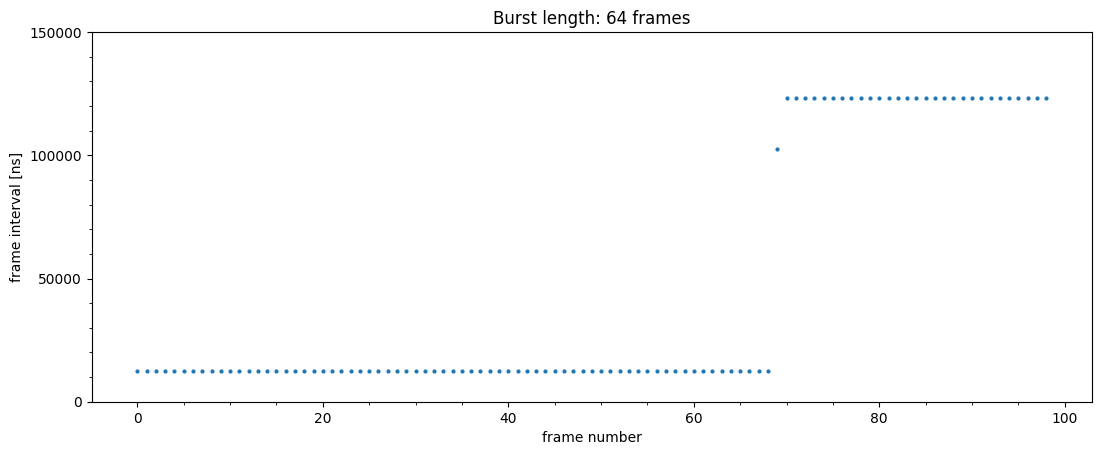 Burst length: 64 frames
150000
100000
50000
0
frame interval [ns]
0 20 40 60 80 100
frame number